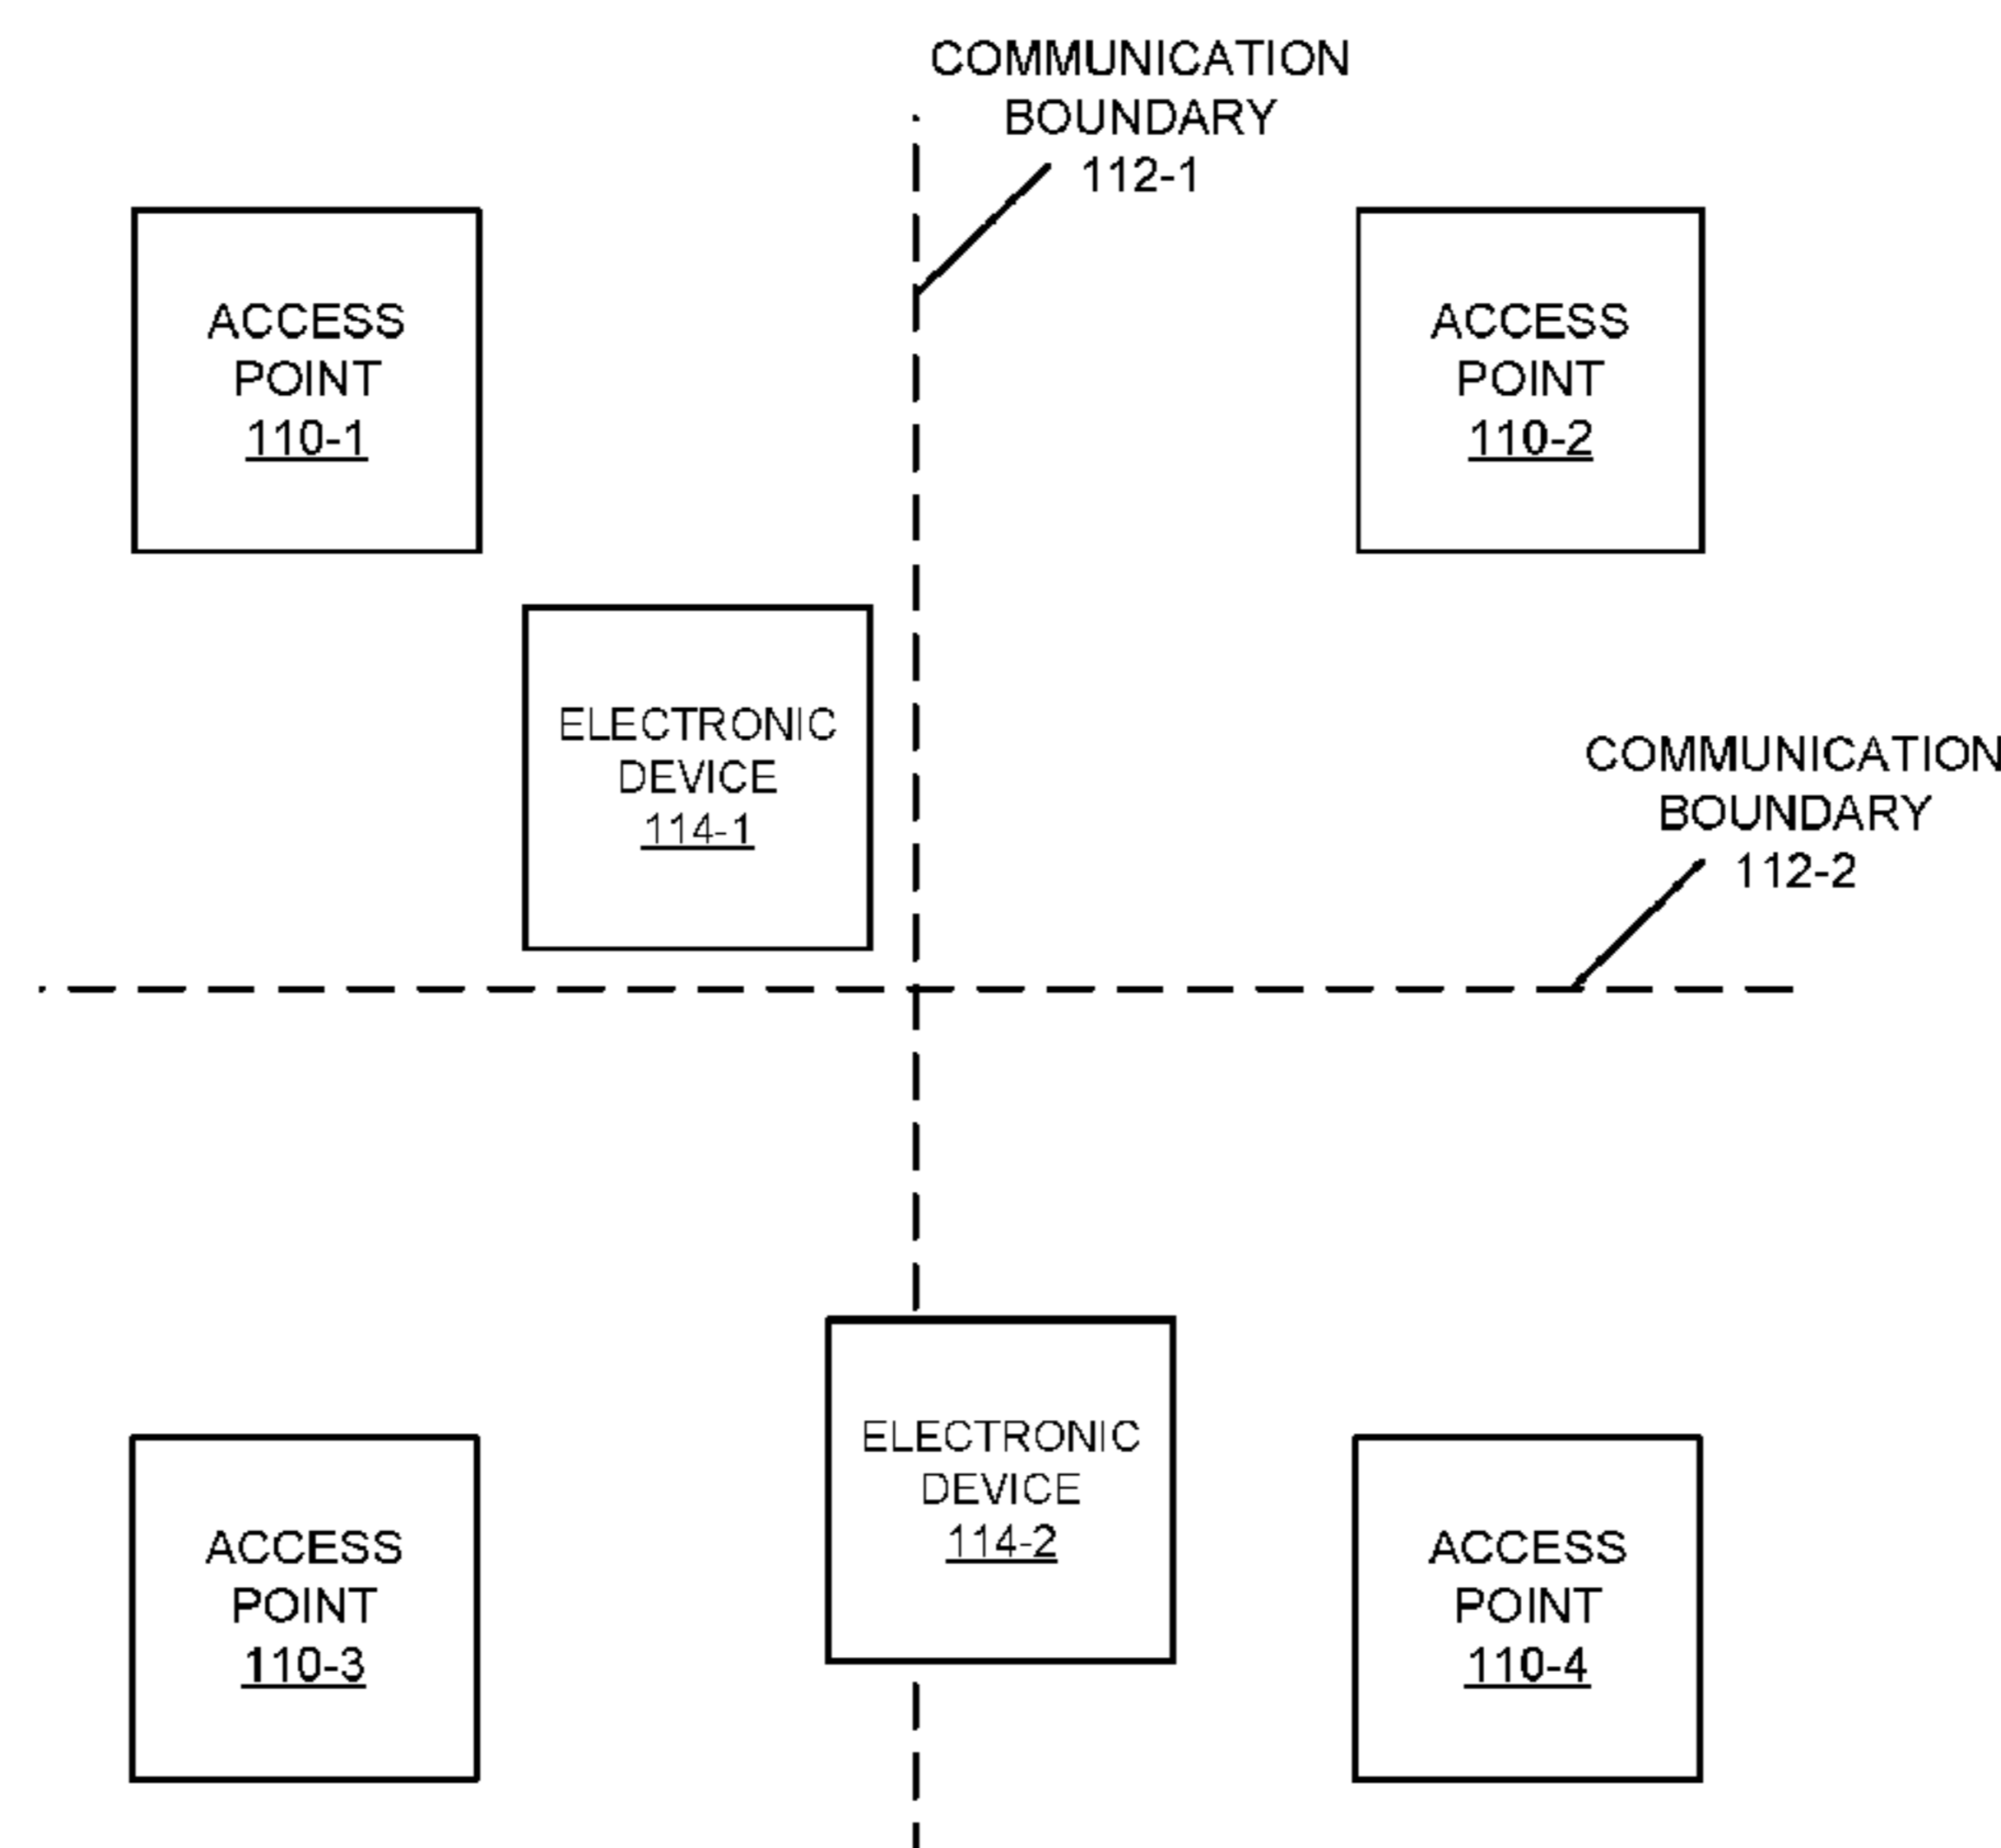 COMMUNICATION
BOUNDARY
112-1
ACCESS
POINT
110-1
ACCESS
POINT
110-2
ELECTRONIC
DEVICE
114-1
COMMUNICATION
BOUNDARY
112-2
ELECTRONIC
DEVICE
114-2
ACCESS
POINT
110-3
ACCESS
POINT
110-4